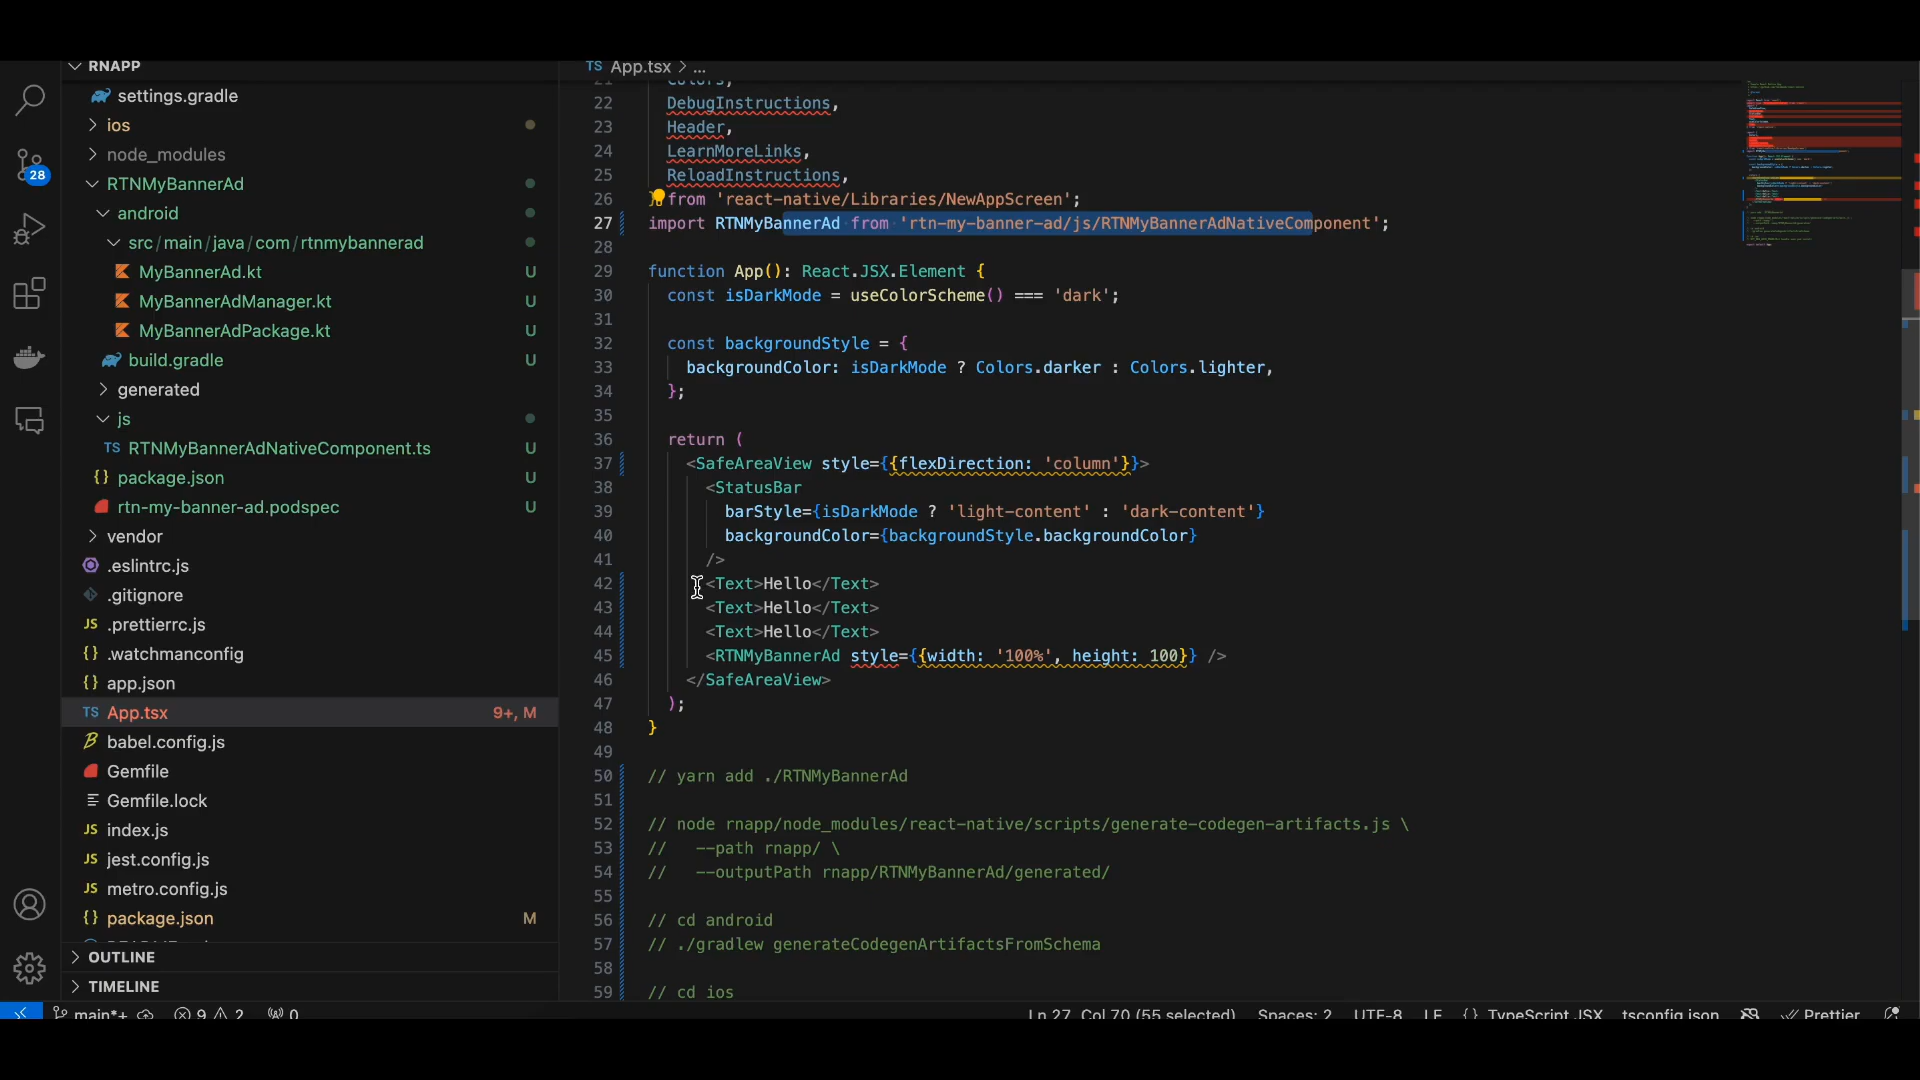 RNAPP
settings.gradle
ios
node_modules
RTNMyBannerAd
android
src/main/java/com/rtnmybannerad
MyBannerAd.kt U
MyBannerAdManager.kt U
MyBannerAdPackage.kt U
build.gradle U
generated
js
TS RTNMyBannerAdNativeComponent.ts U
{} package.json U
rtn-my-banner-ad.podspec U
vendor
.eslintrc.js
.gitignore
JS .prettierrc.js
{} .watchmanconfig
{} app.json
TS App.tsx 9+, M
babel.config.js
Gemfile
Gemfile.lock
JS index.js
JS jest.config.js
JS metro.config.js
{} package.json M
OUTLINE
TIMELINE
28
TS App.tsx > ...
21 Colors,
22 DebugInstructions,
23 Header,
24 LearnMoreLinks,
25 ReloadInstructions,
26 } from 'react-native/Libraries/NewAppScreen';
27 import RTNMyBannerAd from 'rtn-my-banner-ad/js/RTNMyBannerAdNativeComponent';
28
29 function App(): React.JSX.Element {
30 const isDarkMode = useColorScheme() === 'dark';
31
32 const backgroundStyle = {
33 backgroundColor: isDarkMode ? Colors.darker : Colors.lighter,
34 };
35
36 return (
37 <SafeAreaView style={{flexDirection: 'column'}}>
38 <StatusBar
39 barStyle={isDarkMode ? 'light-content' : 'dark-content'}
40 backgroundColor={backgroundStyle.backgroundColor}
41 />
42 <Text>Hello</Text>
43 <Text>Hello</Text>
44 <Text>Hello</Text>
45 <RTNMyBannerAd style={{width: '100%', height: 100}} />
46 </SafeAreaView>
47 );
48 }
49
50 // yarn add ./RTNMyBannerAd
51
52 // node rnapp/node_modules/react-native/scripts/generate-codegen-artifacts.js \
53 // --path rnapp/ \
54 // --outputPath rnapp/RTNMyBannerAd/generated/
55
56 // cd android
57 // ./gradlew generateCodegenArtifactsFromSchema
58
59 // cd ios
main*+ 9 2 0 Ln 27, Col 70 (55 selected) Spaces: 2 UTF-8 LF {} TypeScript JSX tsconfig.json Prettier